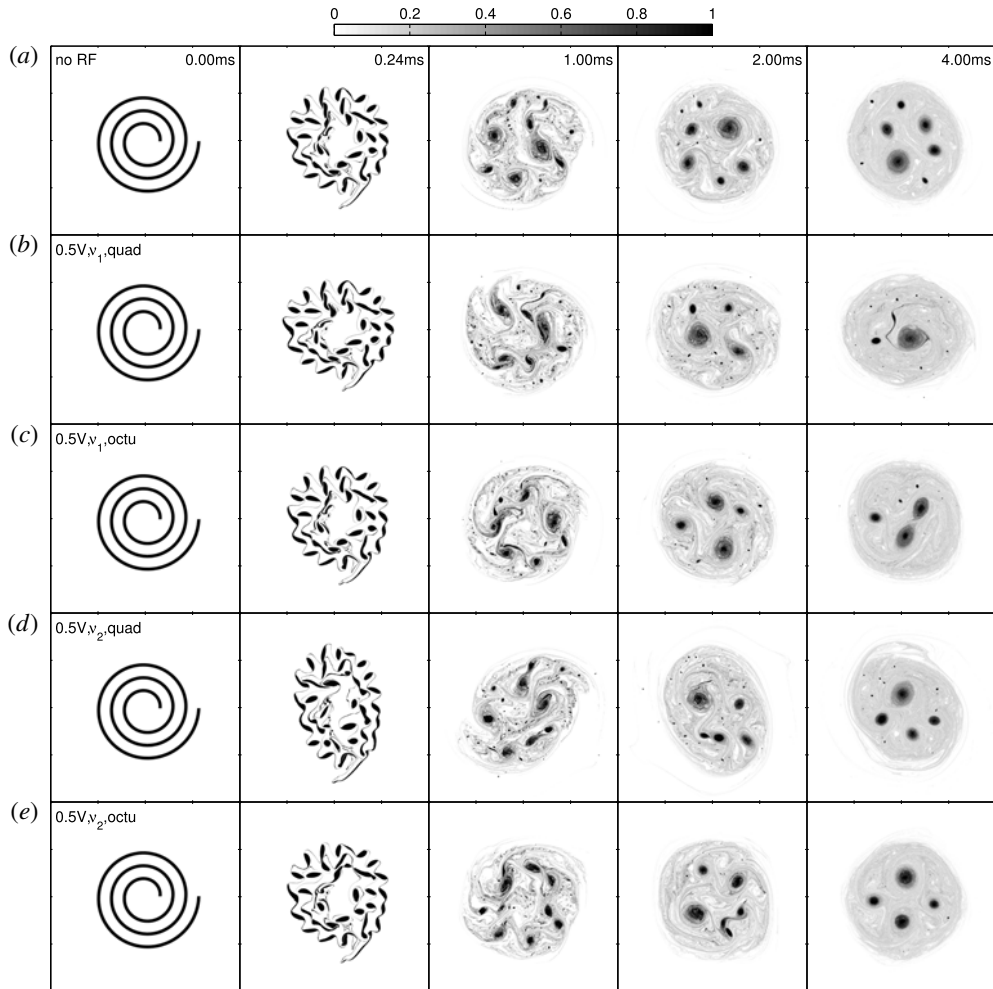 0 0.2 0.4 0.6 0.8 1
(a) no RF 0.00ms 0.24ms 1.00ms 2.00ms 4.00ms
(b) 0.5V,ν1,quad
(c) 0.5V,ν1,octu
(d) 0.5V,ν2,quad
(e) 0.5V,ν2,octu